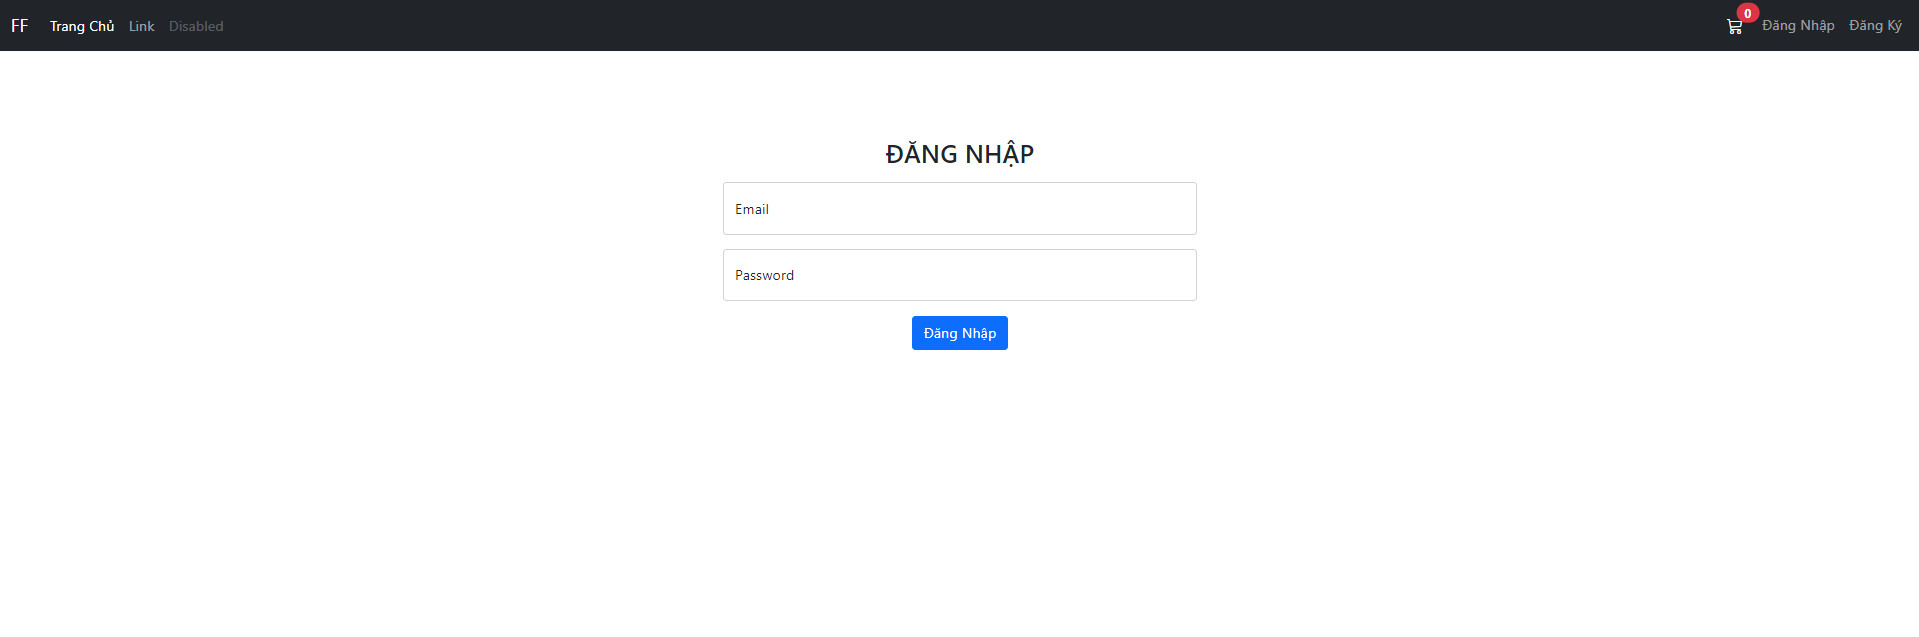 FF Trang Chủ Link Disabled 0 Đăng Nhập Đăng Ký
ĐĂNG NHẬP
Email
Password
Đăng Nhập